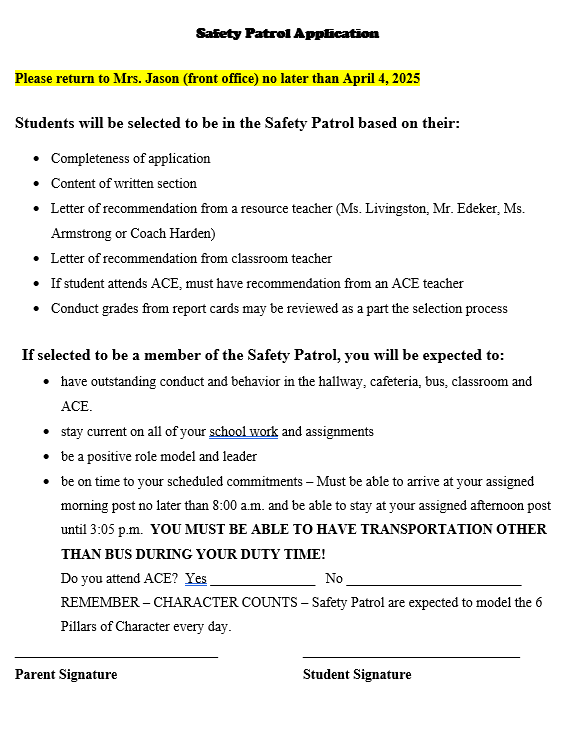 Safety Patrol Application
Please return to Mrs. Jason (front office) no later than April 4, 2025
Students will be selected to be in the Safety Patrol based on their:
• Completeness of application
• Content of written section
• Letter of recommendation from a resource teacher (Ms. Livingston, Mr. Edeker, Ms.
Armstrong or Coach Harden)
• Letter of recommendation from classroom teacher
• If student attends ACE, must have recommendation from an ACE teacher
• Conduct grades from report cards may be reviewed as a part the selection process
If selected to be a member of the Safety Patrol, you will be expected to:
• have outstanding conduct and behavior in the hallway, cafeteria, bus, classroom and
ACE.
• stay current on all of your school work and assignments
• be a positive role model and leader
• be on time to your scheduled commitments – Must be able to arrive at your assigned
morning post no later than 8:00 a.m. and be able to stay at your assigned afternoon post
until 3:05 p.m. YOU MUST BE ABLE TO HAVE TRANSPORTATION OTHER
THAN BUS DURING YOUR DUTY TIME!
Do you attend ACE? Yes _______________ No _________________________
REMEMBER – CHARACTER COUNTS – Safety Patrol are expected to model the 6
Pillars of Character every day.
_____________________________ _______________________________
Parent Signature Student Signature